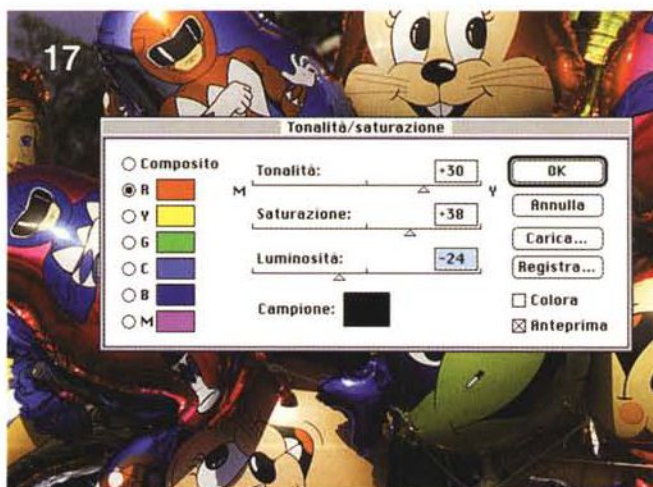 17
Tonalità/saturazione
Composito
R
Y
G
C
B
M
Tonalità: +30
M Y
Saturazione: +38
Luminosità: -24
Campione:
OK
Annulla
Carica...
Registra...
Colora
Anteprima